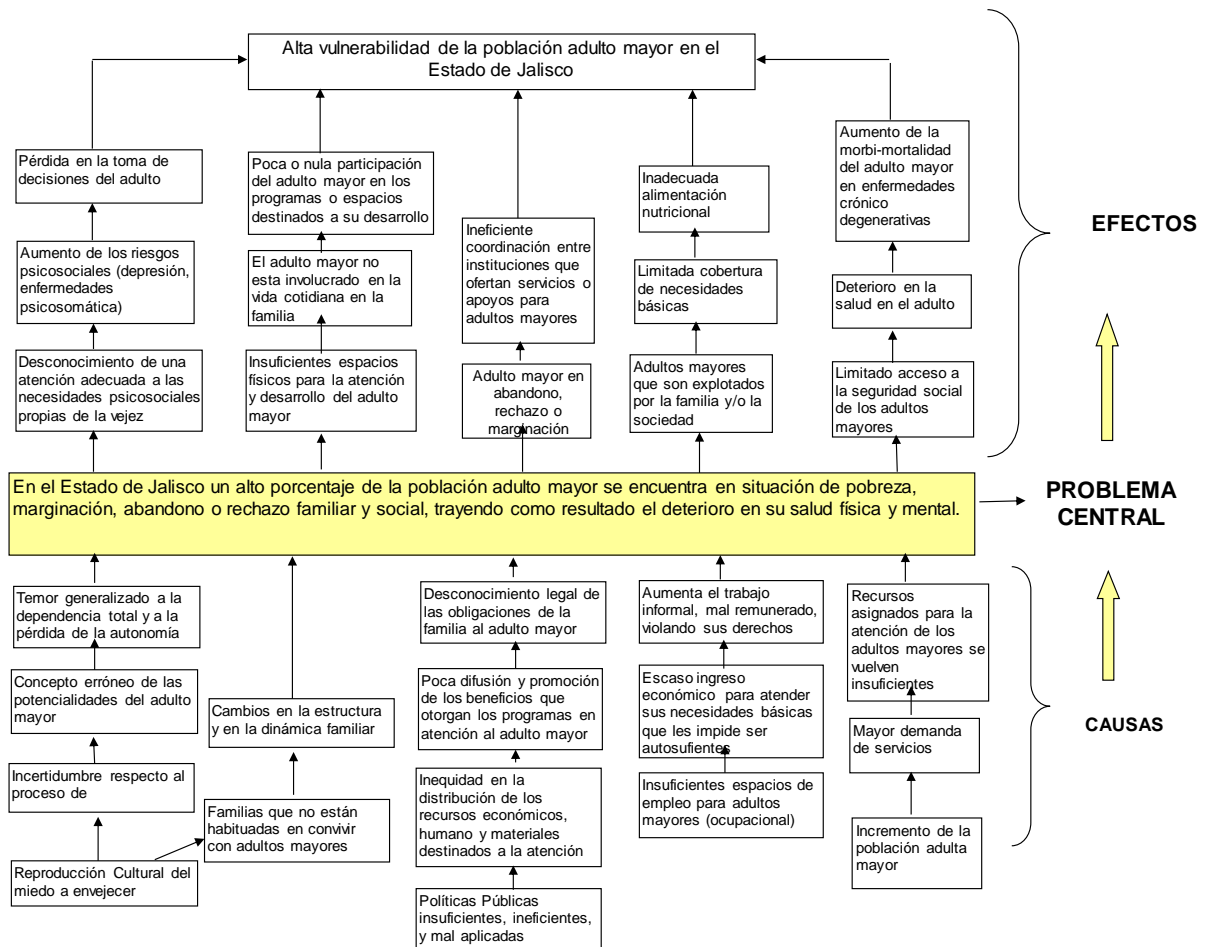 Alta vulnerabilidad de la población adulto mayor en el
Estado de Jalisco
Pérdida en la toma de
decisiones del adulto
Poca o nula participación
del adulto mayor en los
programas o espacios
destinados a su desarrollo
Inadecuada
alimentación
nutricional
Aumento de la
morbi-mortalidad
del adulto mayor
en enfermedades
crónico
degenerativas
EFECTOS
Aumento de los riesgos
psicosociales (depresión,
enfermedades
psicosomática)
El adulto mayor no
esta involucrado en la
vida cotidiana en la
familia
Ineficiente
coordinación entre
instituciones que
ofertan servicios o
apoyos para
adultos mayores
Limitada cobertura
de necesidades
básicas
Deterioro en la
salud en el adulto
Desconocimiento de una
atención adecuada a las
necesidades psicosociales
propias de la vejez
Insuficientes espacios
físicos para la atención
y desarrollo del adulto
mayor
Adulto mayor en
abandono,
rechazo o
marginación
Adultos mayores
que son explotados
por la familia y/o la
sociedad
Limitado acceso a
la seguridad social
de los adultos
mayores
En el Estado de Jalisco un alto porcentaje de la población adulto mayor se encuentra en situación de pobreza,
marginación, abandono o rechazo familiar y social, trayendo como resultado el deterioro en su salud física y mental.
PROBLEMA
CENTRAL
Temor generalizado a la
dependencia total y a la
pérdida de la autonomía
Desconocimiento legal de
las obligaciones de la
familia al adulto mayor
Aumenta el trabajo
informal, mal remunerado,
violando sus derechos
Recursos
asignados para la
atención de los
adultos mayores se
vuelven
insuficientes
Concepto erróneo de las
potencialidades del adulto
mayor
Cambios en la estructura
y en la dinámica familiar
Poca difusión y promoción
de los beneficios que
otorgan los programas en
atención al adulto mayor
Escaso ingreso
económico para atender
sus necesidades básicas
que les impide ser
autosufientes
Mayor demanda
de servicios
CAUSAS
Incertidumbre respecto al
proceso de
Familias que no están
habituadas en convivir
con adultos mayores
Inequidad en la
distribución de los
recursos económicos,
humano y materiales
destinados a la atención
Insuficientes espacios de
empleo para adultos
mayores (ocupacional)
Incremento de la
población adulta
mayor
Reproducción Cultural del
miedo a envejecer
Políticas Públicas
insuficientes, ineficientes,
y mal aplicadas